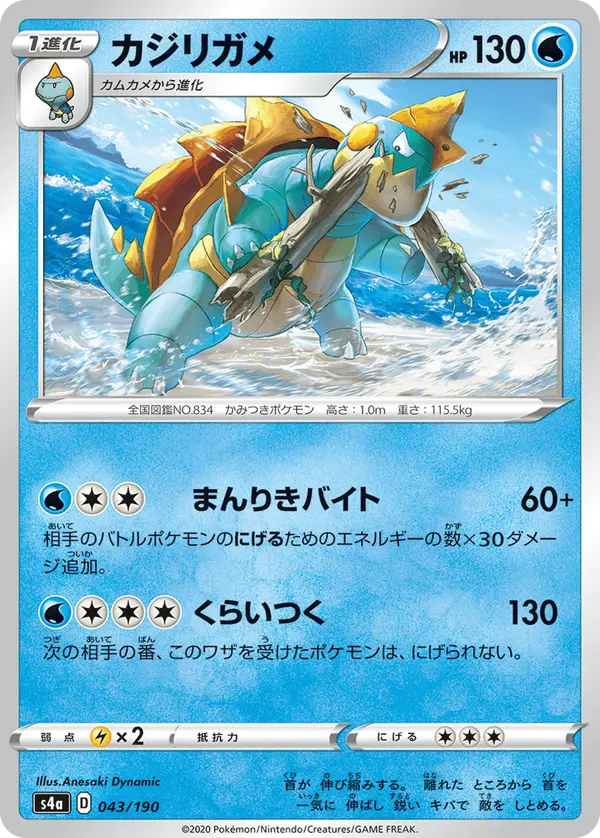 1進化 カジリガメ HP 130
カムカメから進化
全国図鑑NO.834 かみつきポケモン 高さ：1.0m 重さ：115.5kg
まんりきバイト 60+
相手のバトルポケモンのにげるためのエネルギーの数×30ダメー
ジ追加。
くらいつく 130
次の相手の番、このワザを受けたポケモンは、にげられない。
弱点 ×2 抵抗力 にげる
Illus.Anesaki Dynamic
s4a D 043/190
首が 伸び縮みする。 離れた ところから 首を
一気に 伸ばし 鋭い キバで 敵を しとめる。
©2020 Pokémon/Nintendo/Creatures/GAME FREAK.